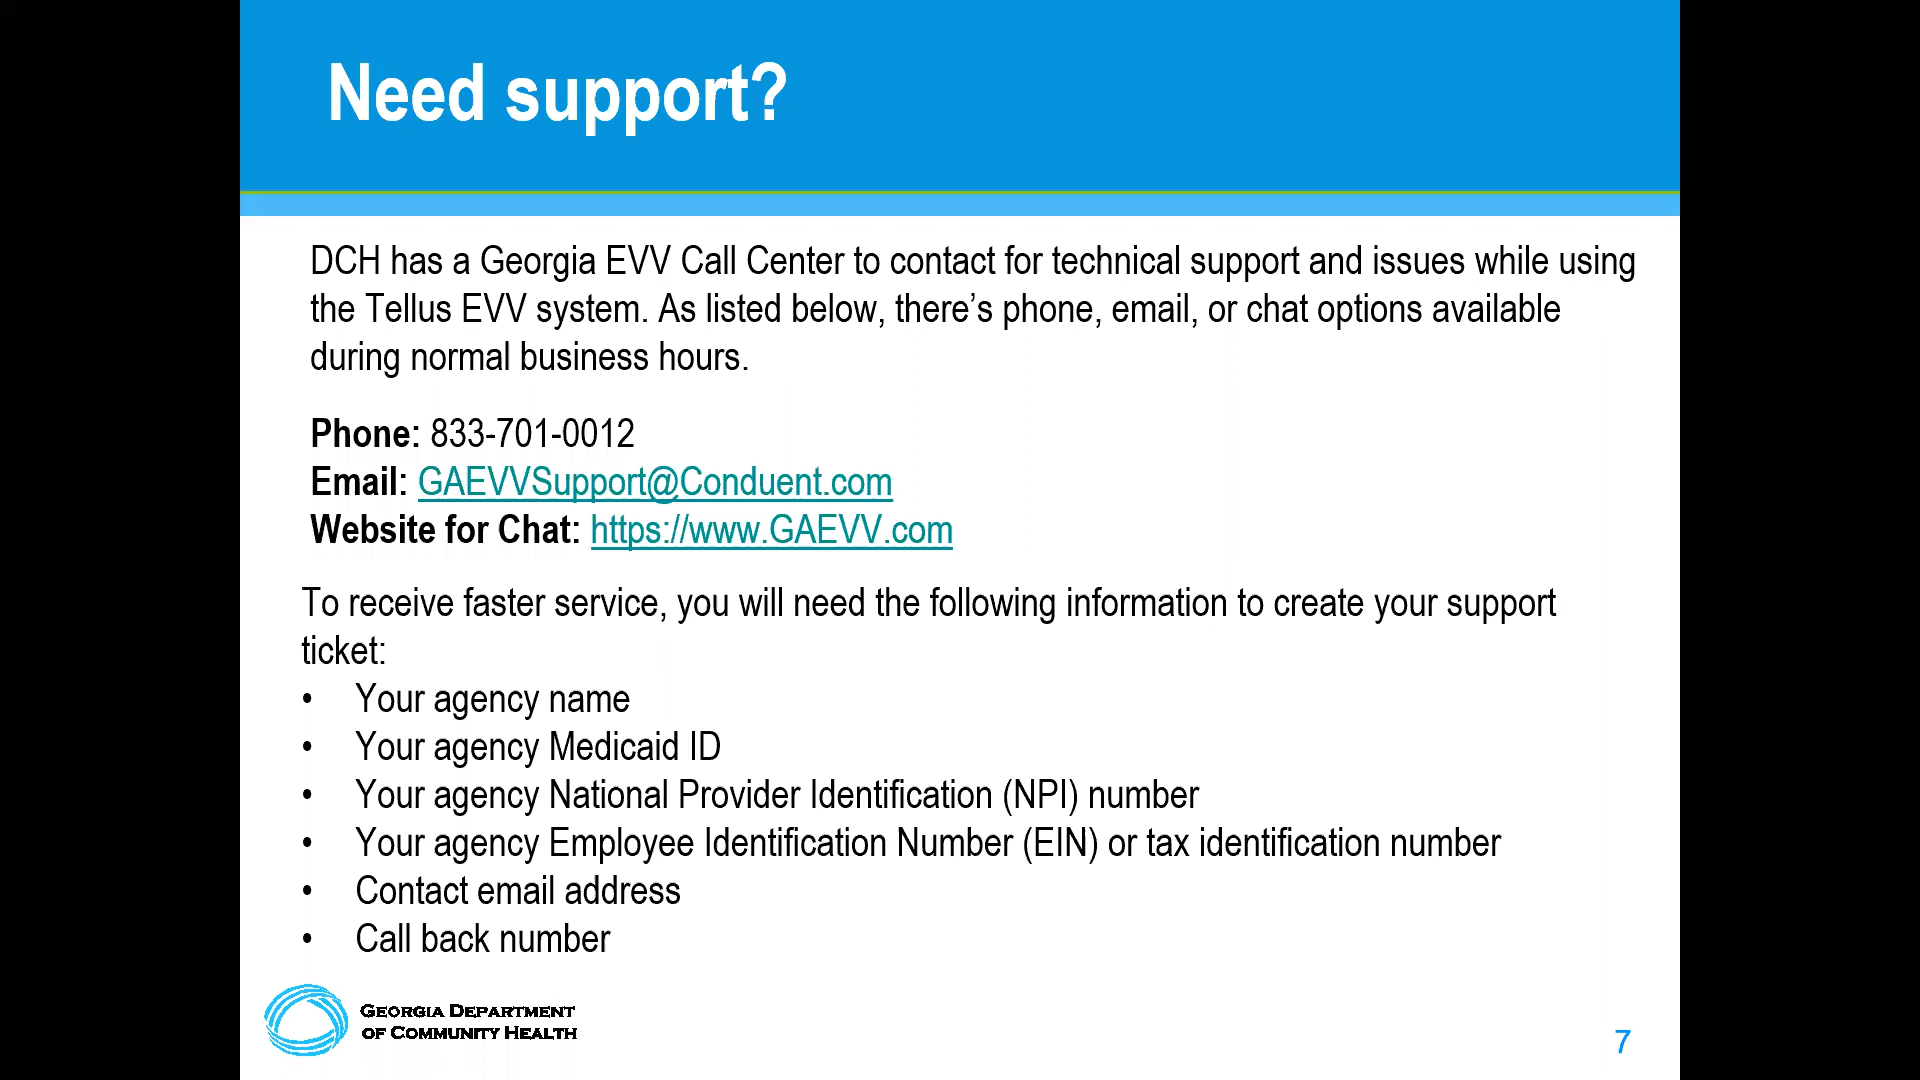 Need support?
DCH has a Georgia EVV Call Center to contact for technical support and issues while using
the Tellus EVV system. As listed below, there’s phone, email, or chat options available
during normal business hours.
Phone: 833-701-0012
Email: GAEVVSupport@Conduent.com
Website for Chat: https://www.GAEVV.com
To receive faster service, you will need the following information to create your support
ticket:
• Your agency name
• Your agency Medicaid ID
• Your agency National Provider Identification (NPI) number
• Your agency Employee Identification Number (EIN) or tax identification number
• Contact email address
• Call back number
Georgia Department
of Community Health
7